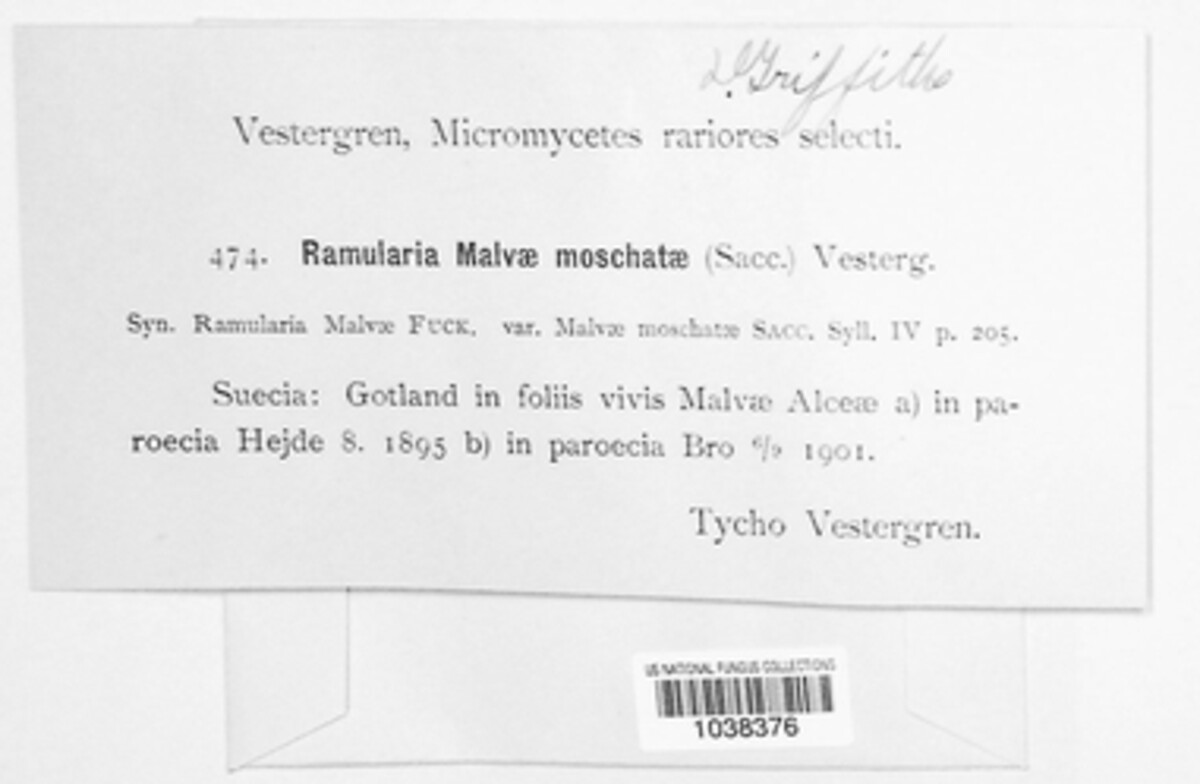 D. Griffiths
Vestergren, Micromycetes rariores selecti.
474. Ramularia Malvæ moschatæ (Sacc.) Vesterg.
Syn. Ramularia Malvæ FUCK. var. Malvæ moschatæ SACC. Syll. IV p. 205.
Suecia: Gotland in foliis vivis Malvæ Alceæ a) in pa-
roecia Hejde 8. 1895 b) in paroecia Bro 6/9 1901.
Tycho Vestergren.
US NATIONAL FUNGUS COLLECTIONS
1038376